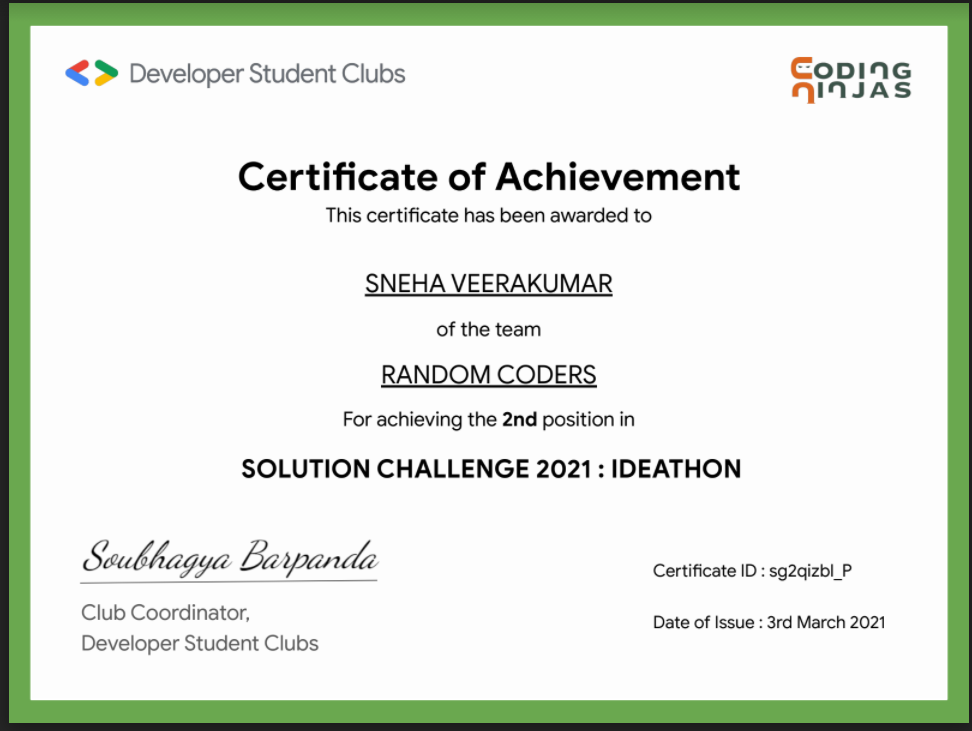 Developer Student Clubs
CODING
NINJAS
Certificate of Achievement
This certificate has been awarded to
SNEHA VEERAKUMAR
of the team
RANDOM CODERS
For achieving the 2nd position in
SOLUTION CHALLENGE 2021 : IDEATHON
Soubhagya Barpanda
Club Coordinator,
Developer Student Clubs
Certificate ID : sg2qizbl_P
Date of Issue : 3rd March 2021